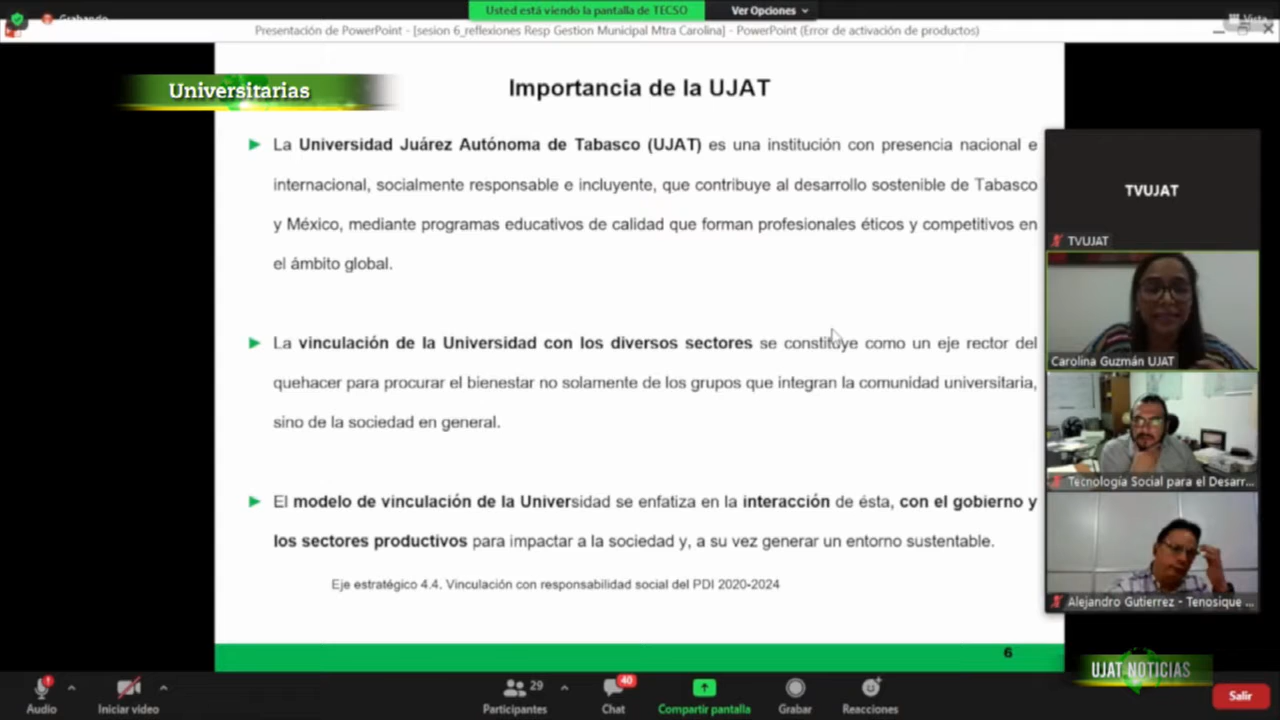 Usted está viendo la pantalla de TECSO
Ver Opciones
Grabando
Vista
Presentación de PowerPoint - [sesion 6_reflexiones Resp Gestion Municipal Mtra Carolina] - PowerPoint (Error de activación de productos)
Universitarias
Importancia de la UJAT
La Universidad Juárez Autónoma de Tabasco (UJAT) es una institución con presencia nacional e
internacional, socialmente responsable e incluyente, que contribuye al desarrollo sostenible de Tabasco
y México, mediante programas educativos de calidad que forman profesionales éticos y competitivos en
el ámbito global.
La vinculación de la Universidad con los diversos sectores se constituye como un eje rector del
quehacer para procurar el bienestar no solamente de los grupos que integran la comunidad universitaria,
sino de la sociedad en general.
El modelo de vinculación de la Universidad se enfatiza en la interacción de ésta, con el gobierno y
los sectores productivos para impactar a la sociedad y, a su vez generar un entorno sustentable.
Eje estratégico 4.4. Vinculación con responsabilidad social del PDI 2020-2024
6
TVUJAT
TVUJAT
Carolina Guzmán UJAT
Tecnología Social para el Desarr...
Alejandro Gutierrez - Tenosique ...
UJAT NOTICIAS
Audio
Iniciar video
29
Participantes
40
Chat
Compartir pantalla
Grabar
Reacciones
Salir